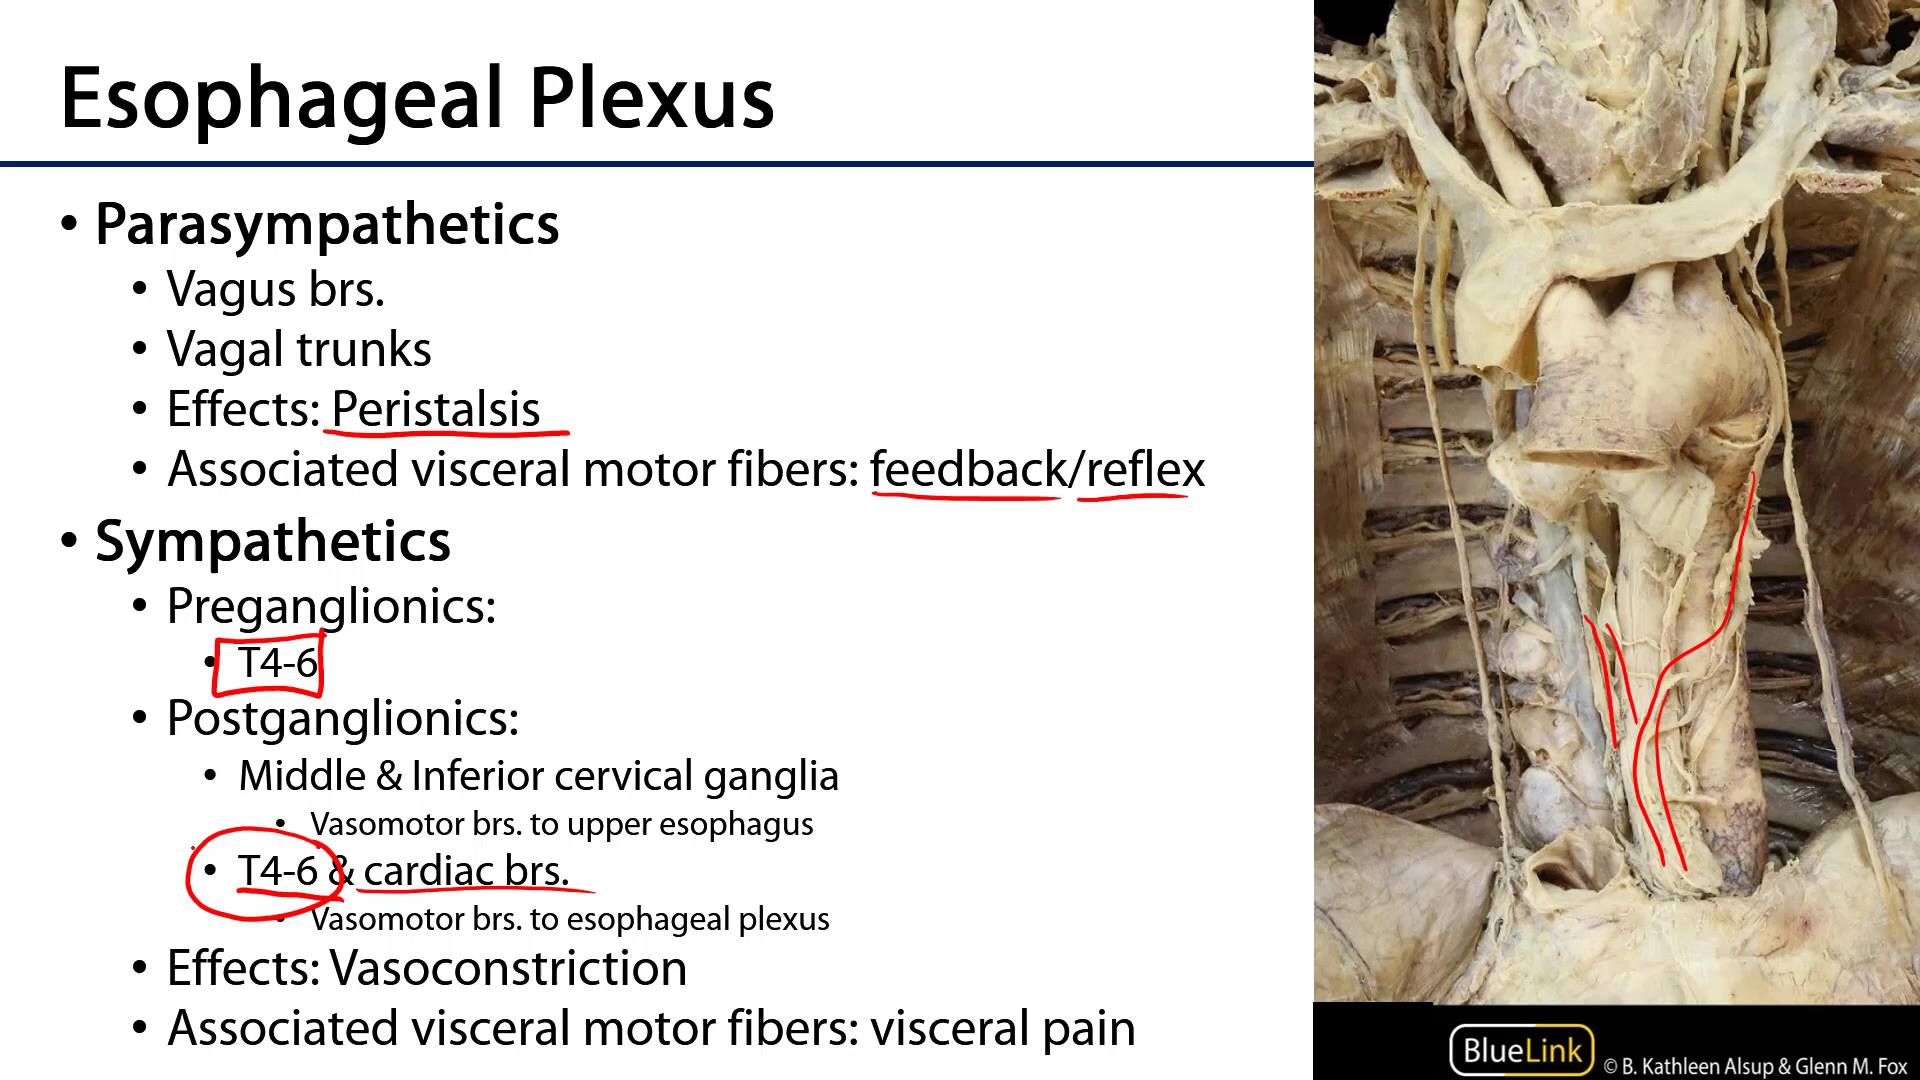 Esophageal Plexus
• Parasympathetics
• Vagus brs.
• Vagal trunks
• Effects: Peristalsis
• Associated visceral motor fibers: feedback/reflex
• Sympathetics
• Preganglionics:
• T4-6
• Postganglionics:
• Middle & Inferior cervical ganglia
• Vasomotor brs. to upper esophagus
• T4-6 & cardiac brs.
• Vasomotor brs. to esophageal plexus
• Effects: Vasoconstriction
• Associated visceral motor fibers: visceral pain
BlueLink
© B. Kathleen Alsup & Glenn M. Fox